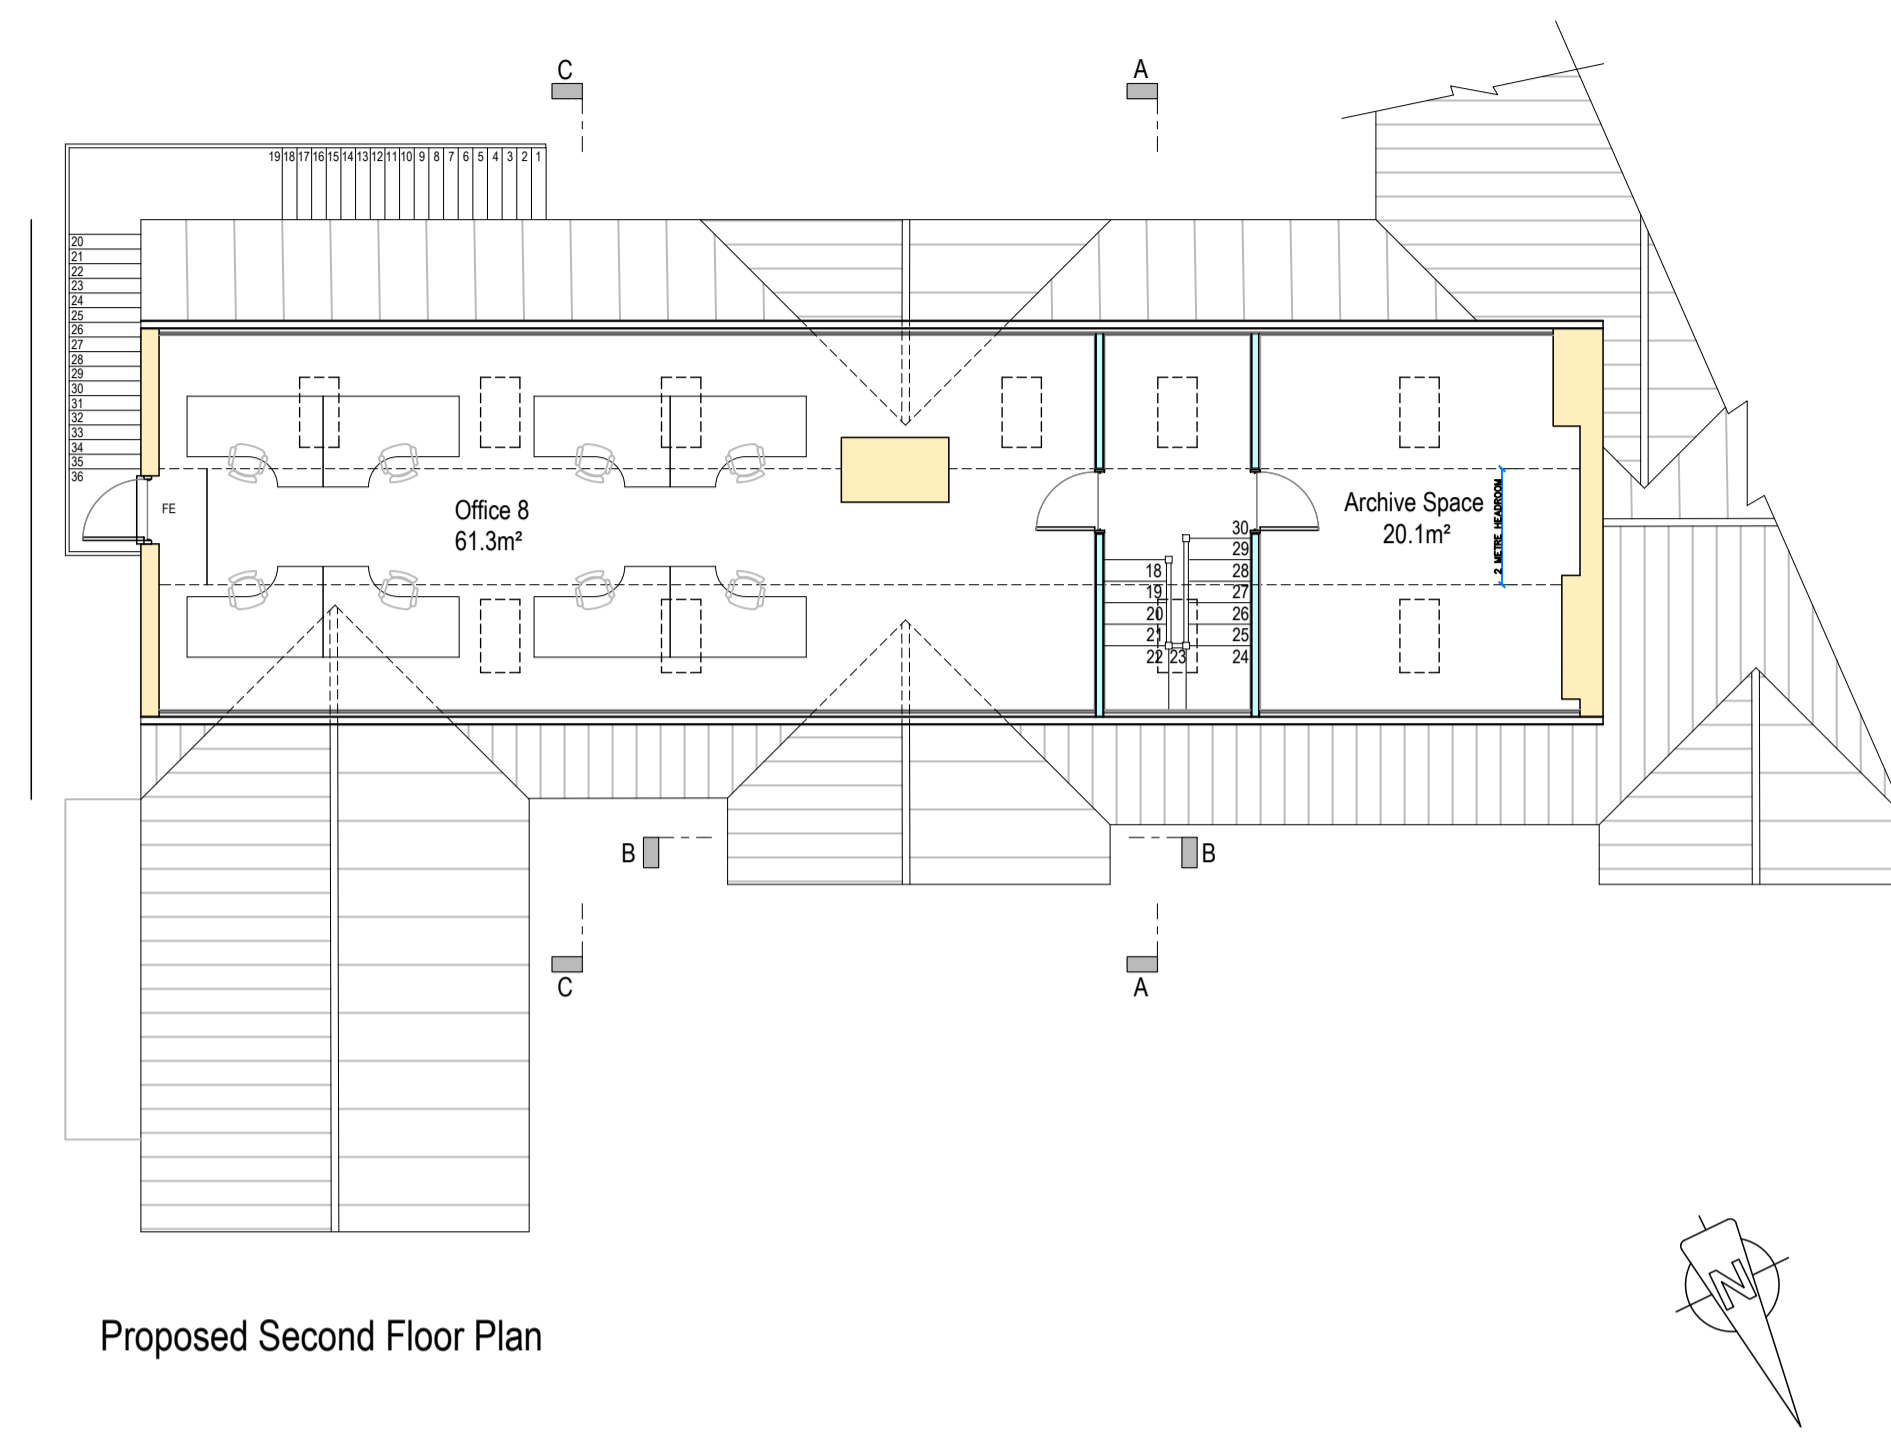 C
A
19 18 17 16 15 14 13 12 11 10 9 8 7 6 5 4 3 2 1
20
21
22
23
24
25
26
27
28
29
30
31
32
33
34
35
36
FE
Office 8
61.3m²
Archive Space
20.1m²
2 METRE HEADROOM
30
29
18 28
19 27
20 26
21 25
22 23 24
B
B
C
A
N
Proposed Second Floor Plan